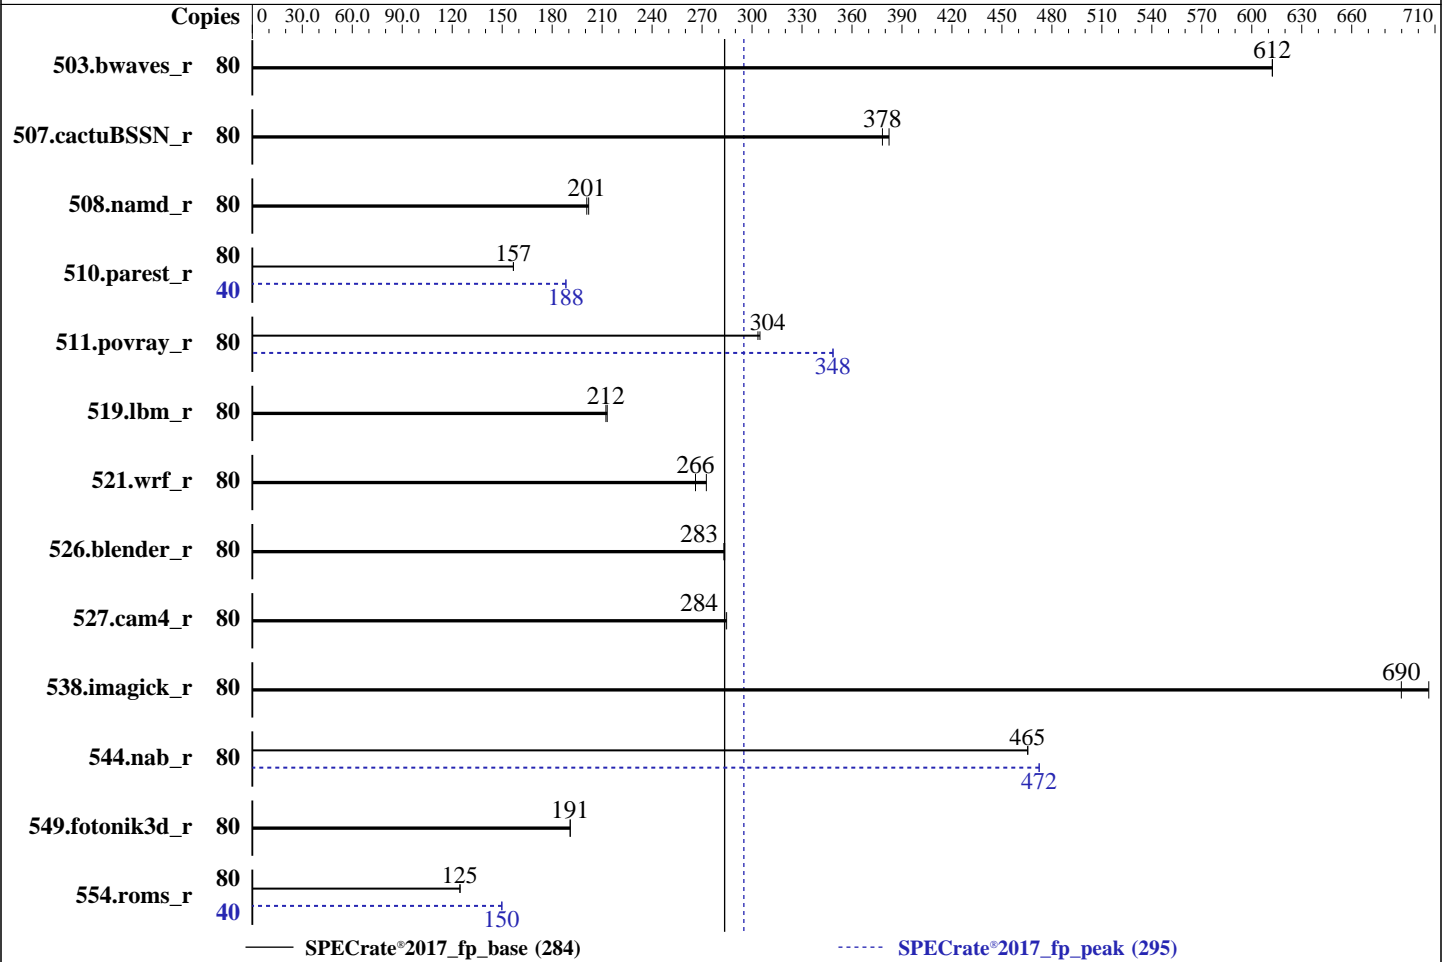 Copies 0 30.0 60.0 90.0 120 150 180 210 240 270 300 330 360 390 420 450 480 510 540 570 600 630 660 710
503.bwaves_r 80 612
507.cactuBSSN_r 80 378
508.namd_r 80 201
80 157
510.parest_r
40 188
304
511.povray_r 80
348
519.lbm_r 80 212
521.wrf_r 80 266
526.blender_r 80 283
527.cam4_r 80 284
538.imagick_r 80 690
465
544.nab_r 80
472
549.fotonik3d_r 80 191
80 125
554.roms_r
40 150
SPECrate®2017_fp_base (284) SPECrate®2017_fp_peak (295)